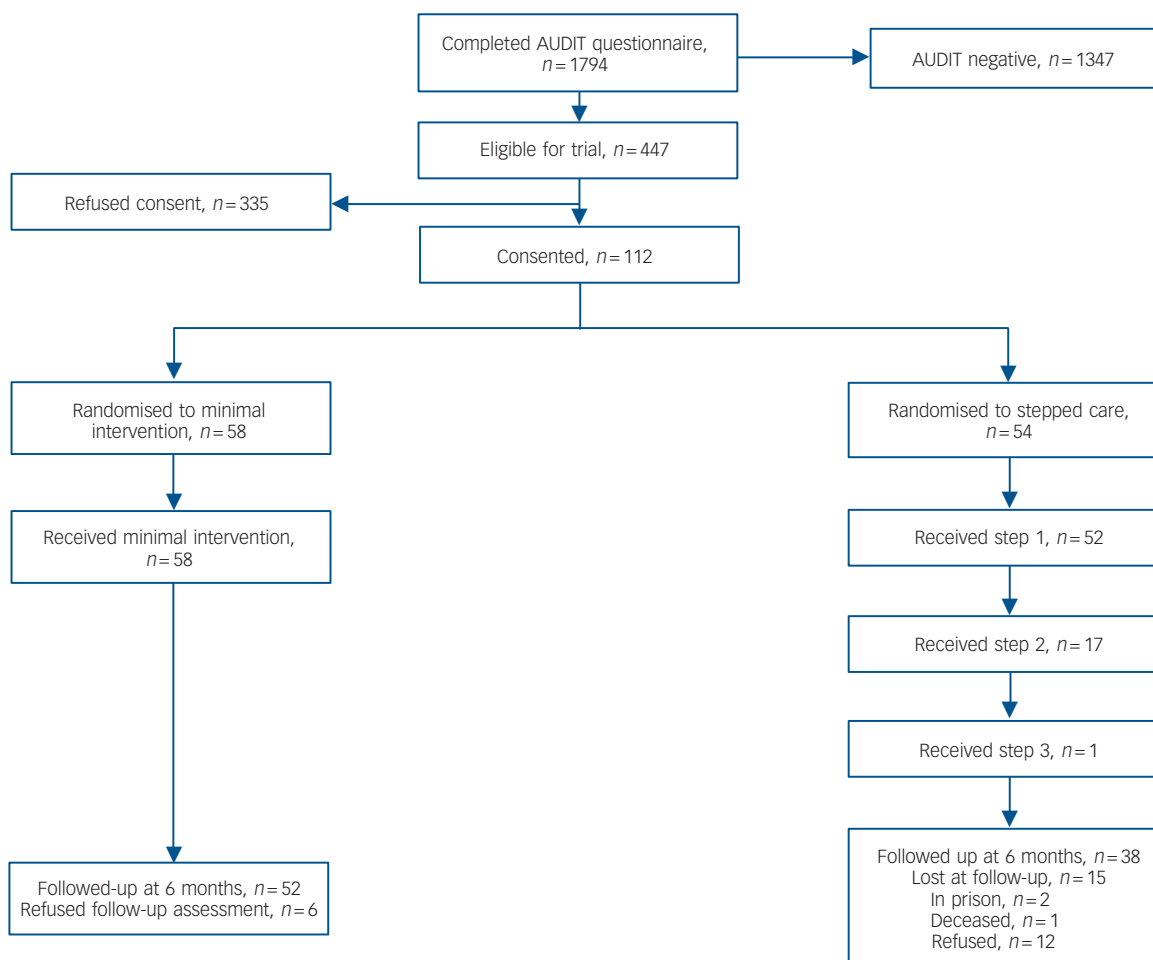 Completed AUDIT questionnaire,
n=1794
AUDIT negative, n=1347
Eligible for trial, n=447
Refused consent, n=335
Consented, n=112
Randomised to minimal
intervention, n=58
Randomised to stepped care,
n=54
Received minimal intervention,
n=58
Received step 1, n=52
Received step 2, n=17
Received step 3, n=1
Followed-up at 6 months, n=52
Refused follow-up assessment, n=6
Followed up at 6 months, n=38
Lost at follow-up, n=15
In prison, n=2
Deceased, n=1
Refused, n=12